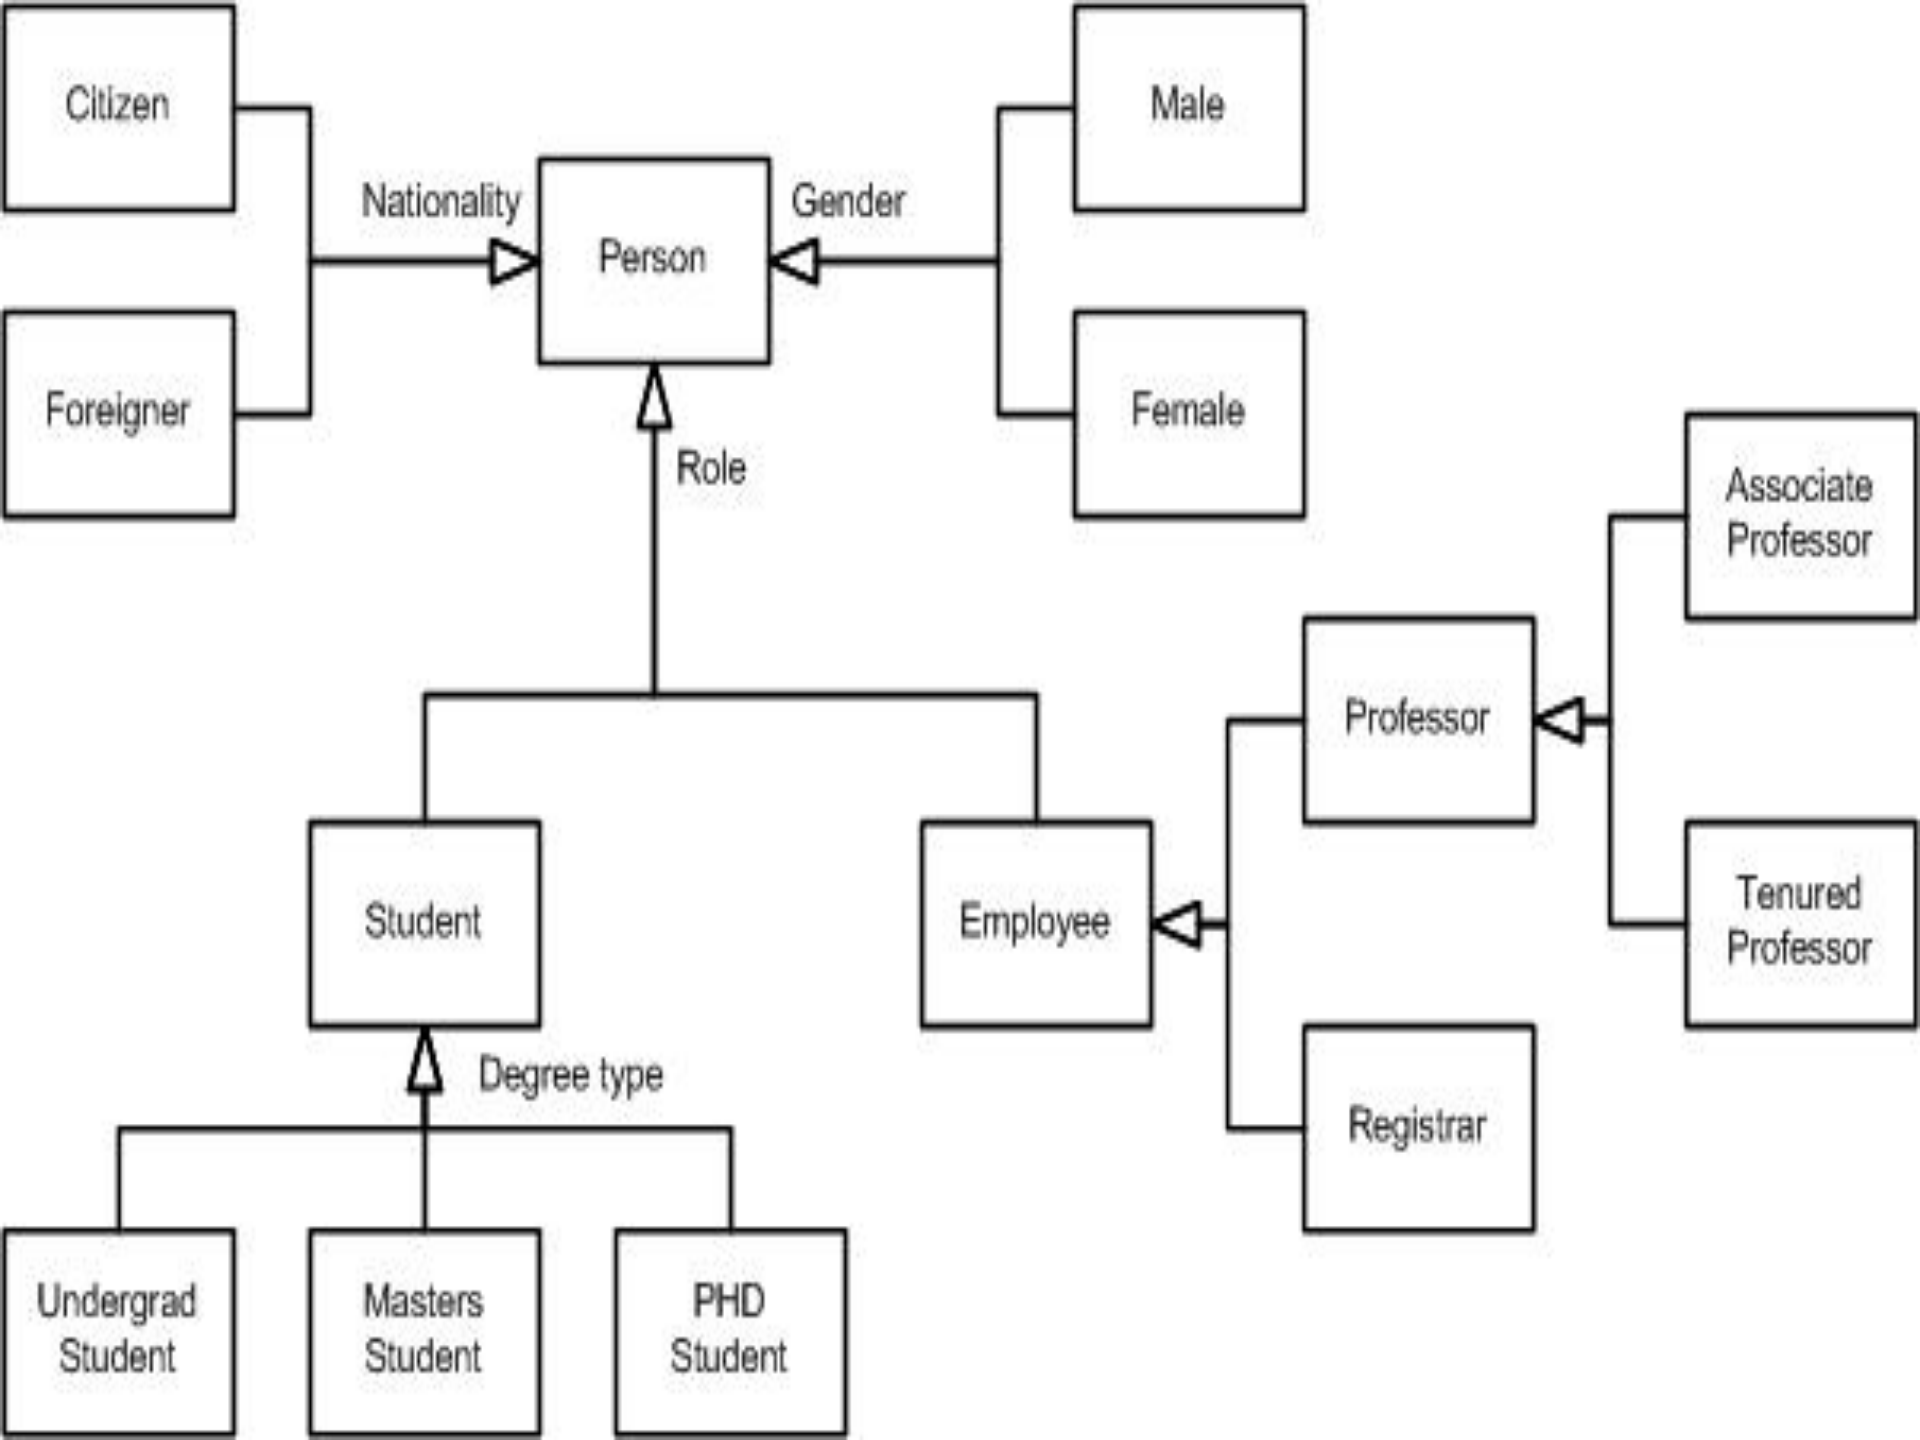 Citizen
Male
Nationality
Gender
Person
Foreigner
Female
Role
Associate
Professor
Professor
Student
Employee
Tenured
Professor
Degree type
Registrar
Undergrad
Student
Masters
Student
PHD
Student